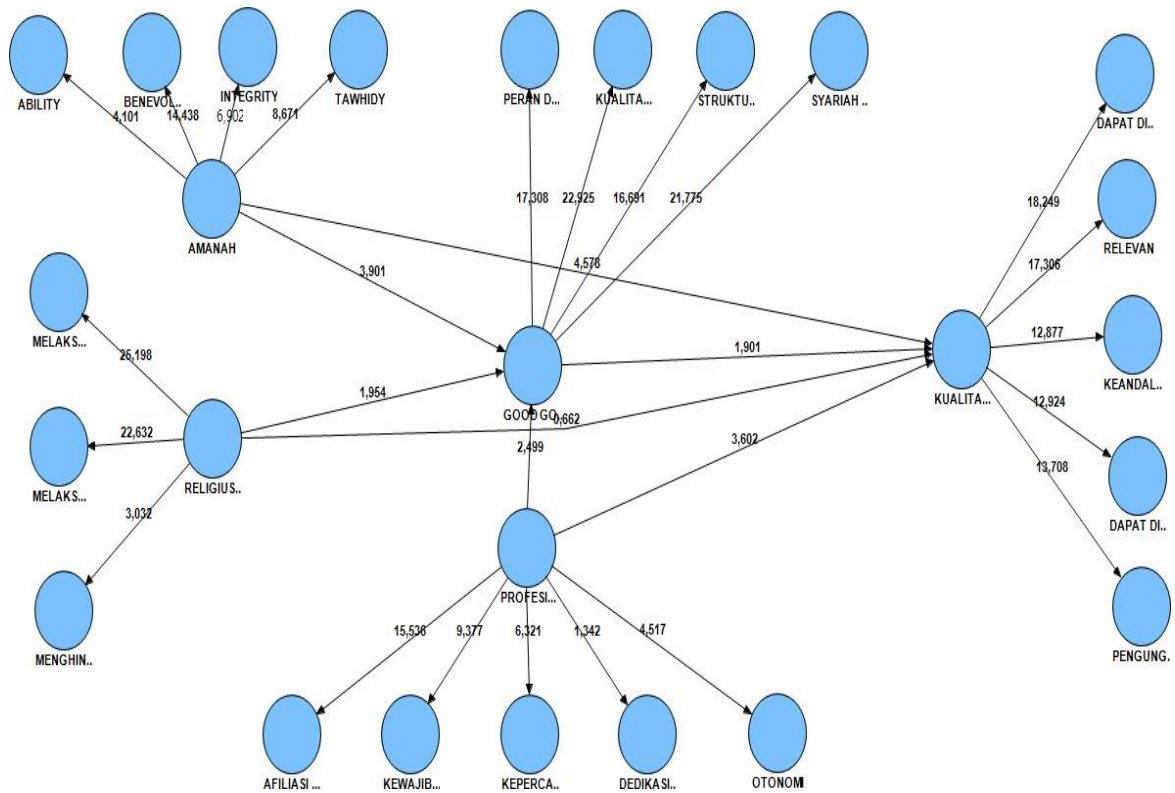 ABILITY
BENEVOL..
INTEGRITY
TAWHIDY
PERAN D...
KUALITA...
STRUKTU..
SYARIAH ..
DAPAT DI..
4,101
14,438
6,902
8,671
AMANAH
17,308
22,925
16,691
21,775
18,249
RELEVAN
17,306
3,901
4,578
MELAKS...
25,198
1,954
GOOD GO..
1,901
0,662
KUALITA...
12,877
KEANDAL..
12,924
13,708
22,632
MELAKS...
RELIGIUS..
2,499
3,602
3,032
DAPAT DI..
MENGHIN..
PROFESI...
PENGUNG..
15,536
9,377
6,321
1,342
4,517
AFILIASI ...
KEWAJIB..
KEPERCA..
DEDIKASI..
OTONOMI